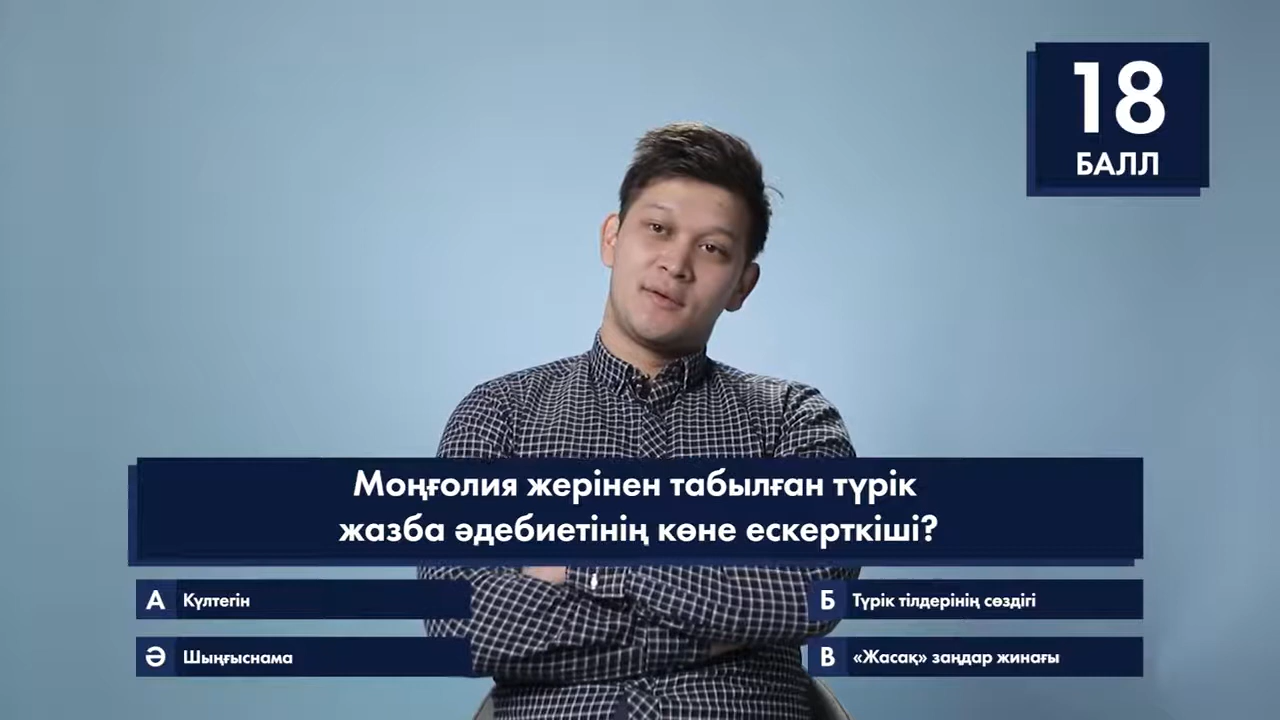 18
БАЛЛ
Моңғолия жерінен табылған түрік
жазба әдебиетінің көне ескерткіші?
А Күлтегін
Б Түрік тілдерінің сөздігі
Ә Шыңғыснама
В «Жасақ» заңдар жинағы